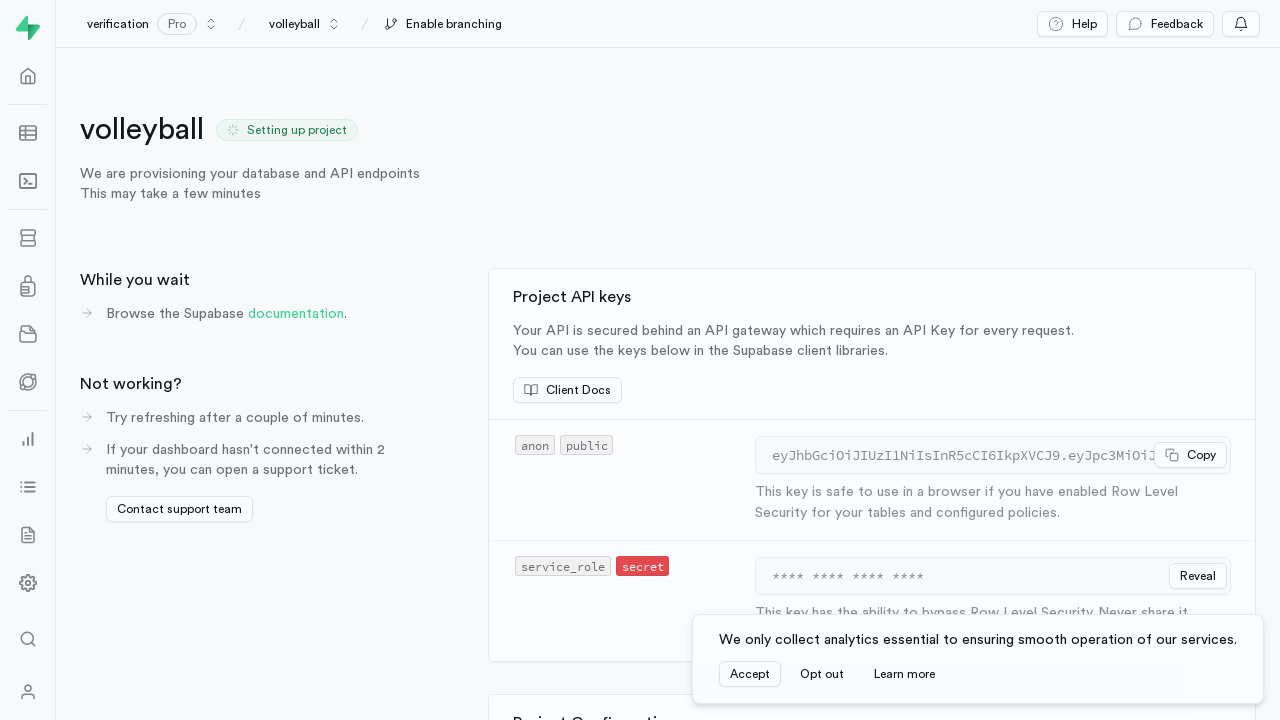 verification Pro / volleyball / Enable branching
Help Feedback
volleyball Setting up project
We are provisioning your database and API endpoints
This may take a few minutes
While you wait
Browse the Supabase documentation.
Not working?
Try refreshing after a couple of minutes.
If your dashboard hasn't connected within 2
minutes, you can open a support ticket.
Contact support team
Project API keys
Your API is secured behind an API gateway which requires an API Key for every request.
You can use the keys below in the Supabase client libraries.
Client Docs
anon public
eyJhbGciOiJIUzI1NiIsInR5cCI6IkpXVCJ9.eyJpc3MiOiJ Copy
This key is safe to use in a browser if you have enabled Row Level
Security for your tables and configured policies.
service_role secret
**** **** **** **** Reveal
This key has the ability to bypass Row Level Security. Never share it
We only collect analytics essential to ensuring smooth operation of our services.
Accept Opt out Learn more
Project Configuration